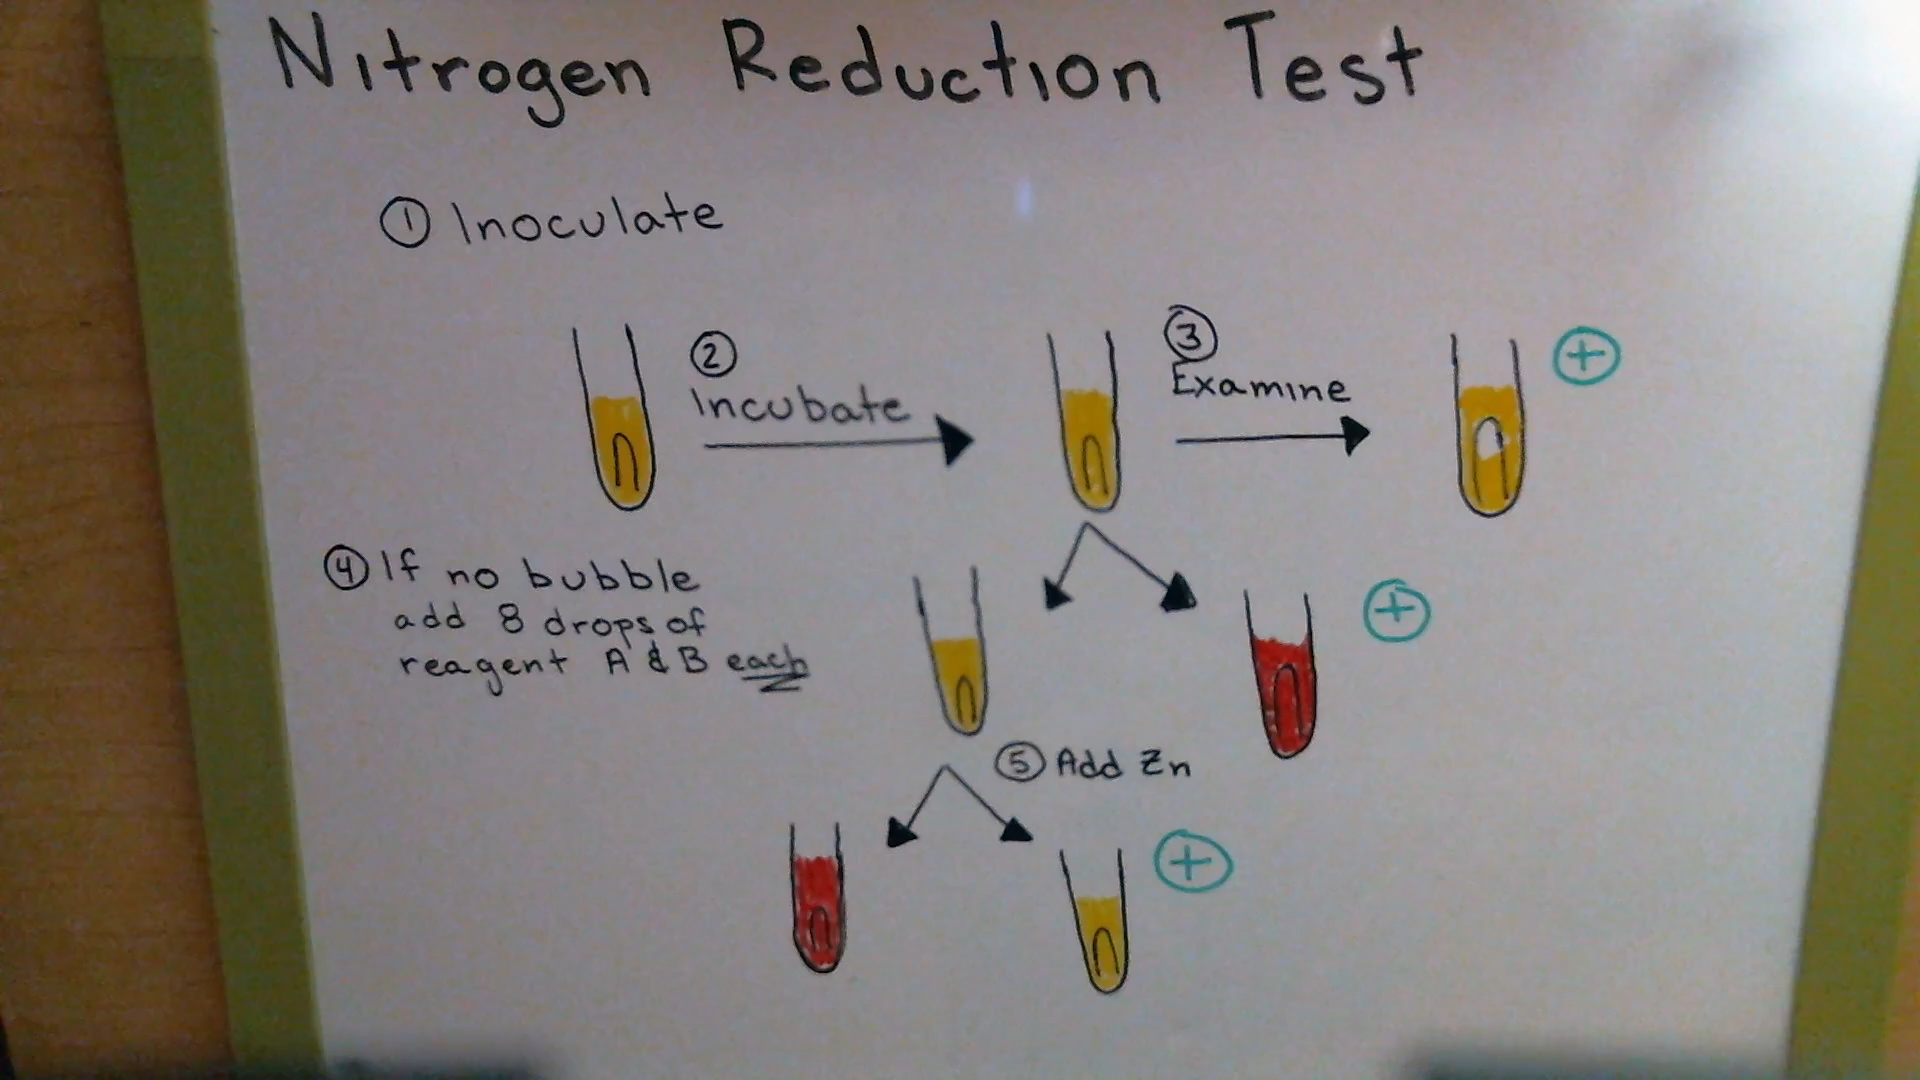 Nitrogen Reduction Test
① Inoculate
②
Incubate
③
Examine
+
④ If no bubble
add 8 drops of
reagent A & B each
+
⑤ Add Zn
+